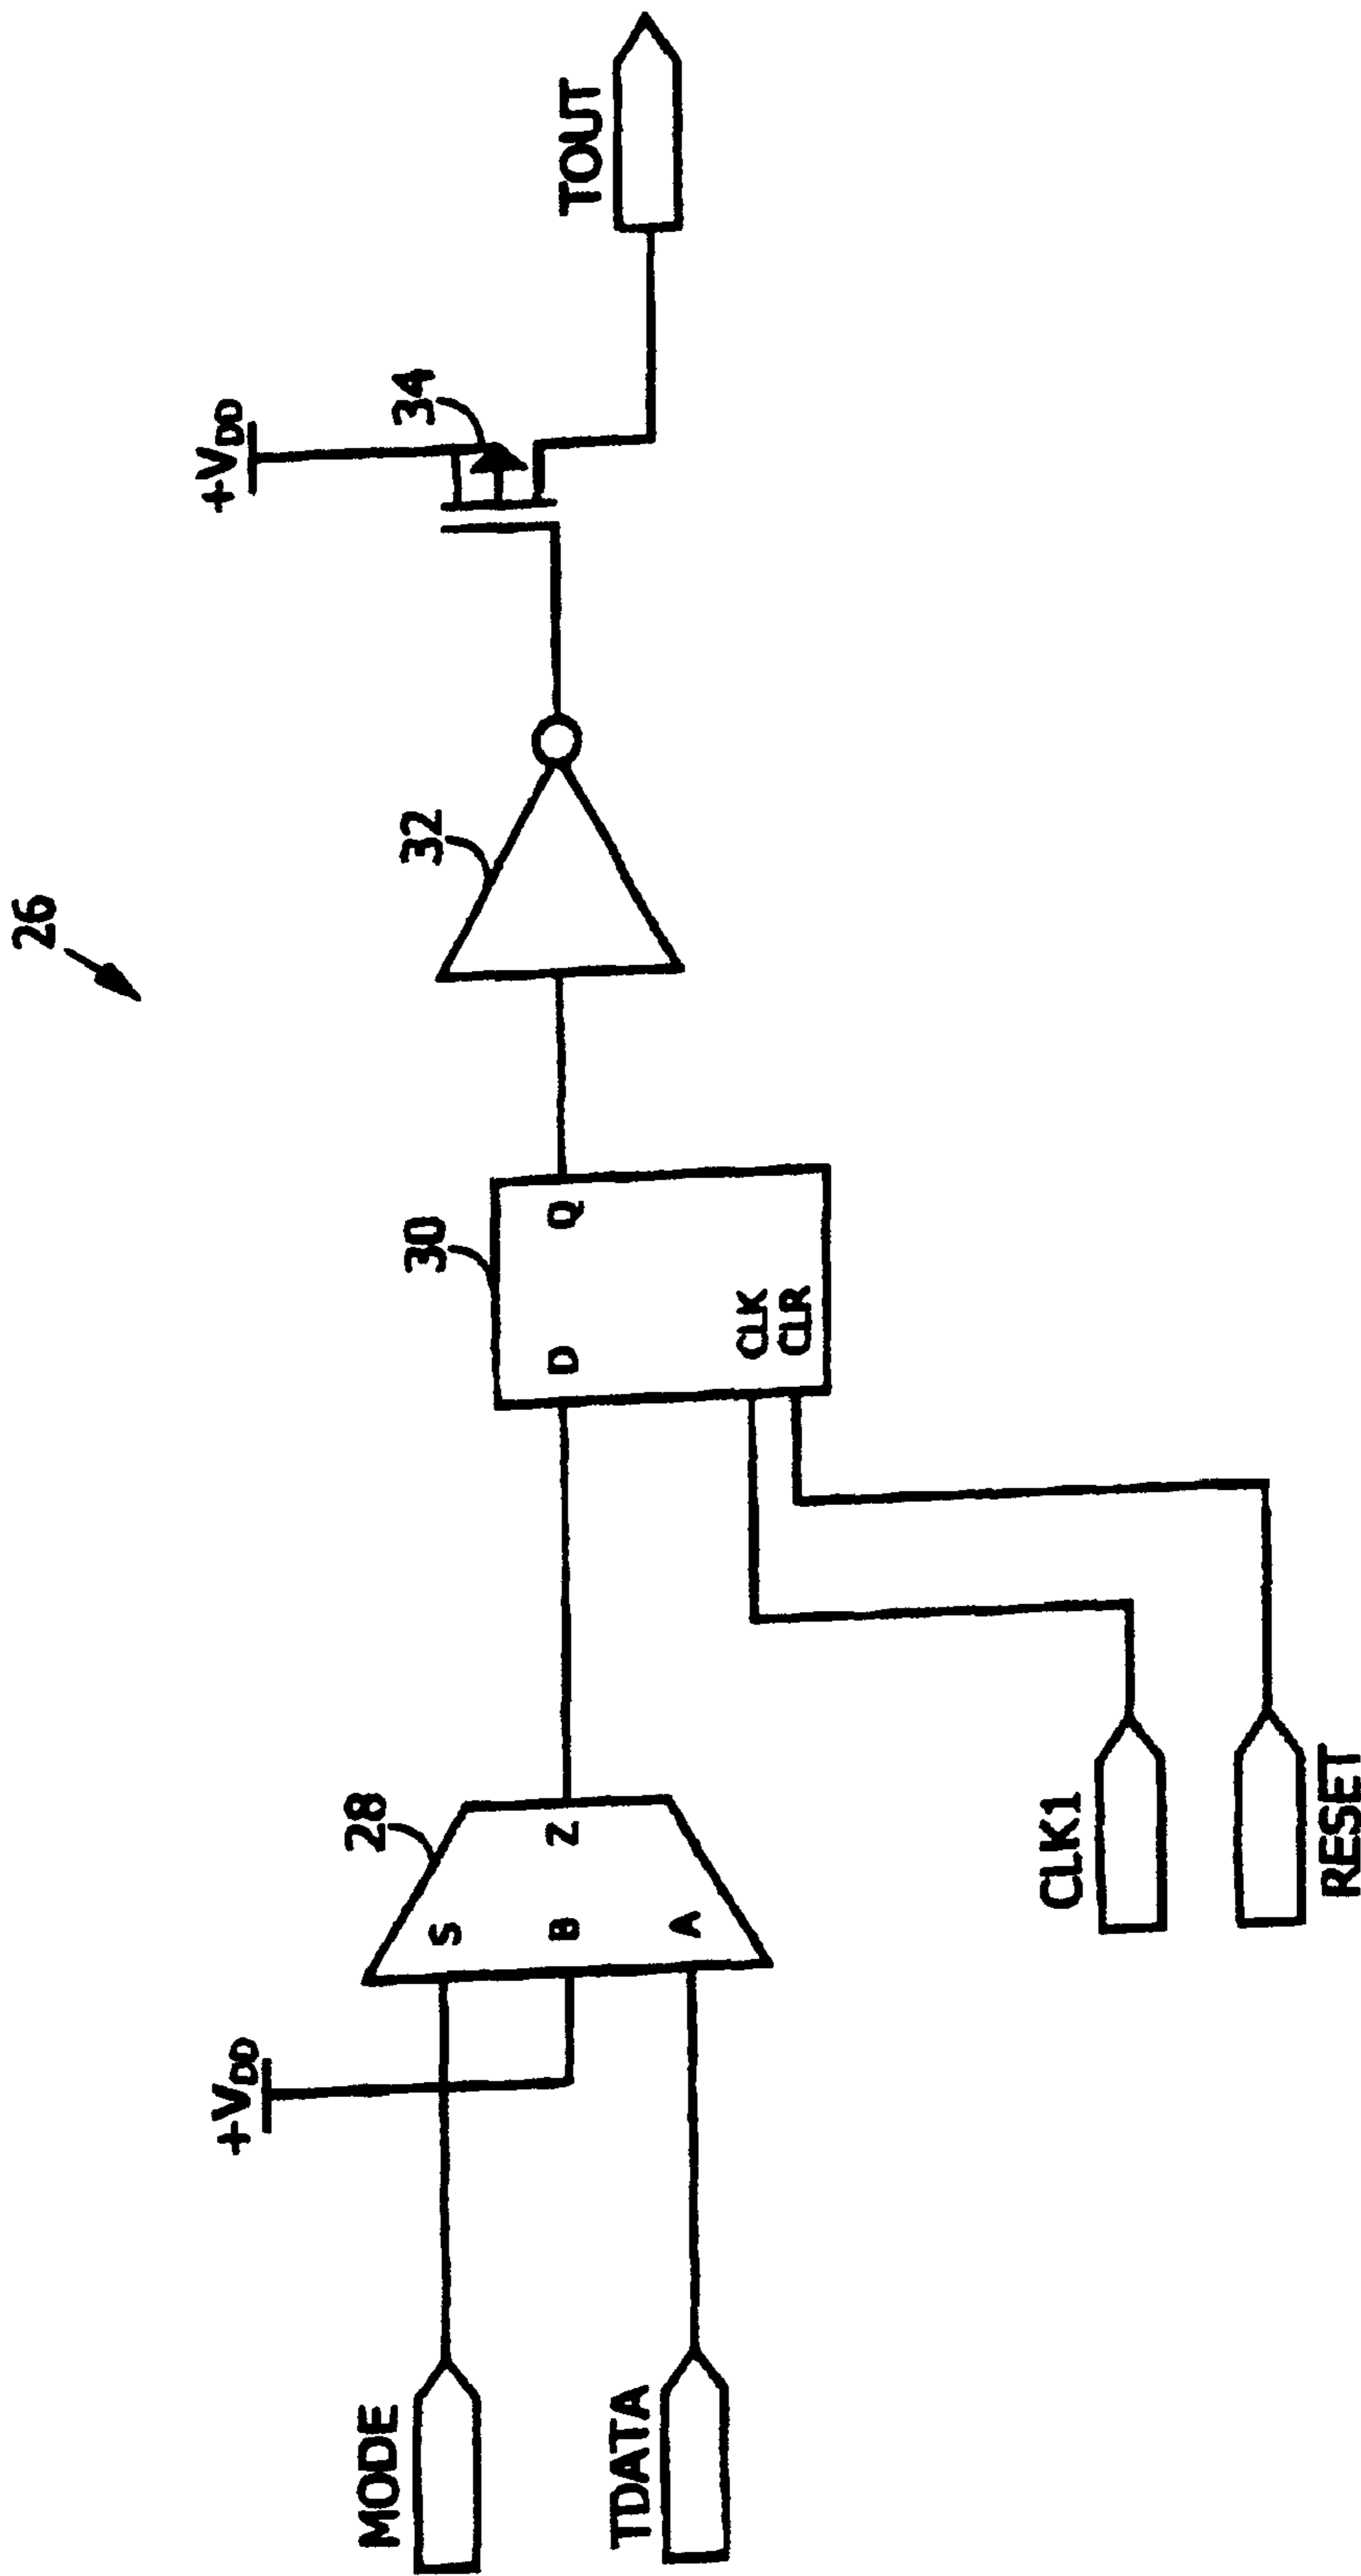 26
+VDD
+VDD
MODE
28
30
32
34
S
TDATA
B
Z
D
Q
TOUT
A
CLK
CLR
CLK1
RESET